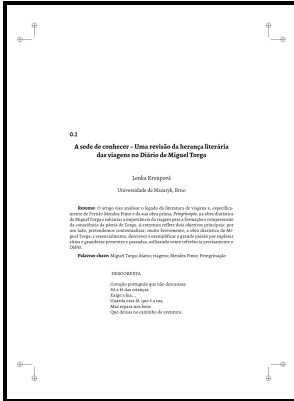 0.1
A sede de conhecer – Uma revisão da herança literária
das viagens no Diário de Miguel Torga
Lenka Kroupová
Universidade de Masaryk, Brno
Resumo: O artigo visa analisar o legado da literatura de viagens e, especifica-
mente de Fernão Mendes Pinto e da sua obra prima, Peregrinação, na obra diarística
de Miguel Torga e salientar a importância da viagem para a formação e compreensão
da consciência da pátria de Torga. A estrutura reflete dois objetivos principais: por
um lado, pretendemos contextualizar, muito brevemente, a obra diarística de Mi-
guel Torga; e essencialmente, descrever e exemplificar a grande paixão por explorar
sítios e grandezas presentes e passadas, utilizando como referência precisamente o
Diário.
Palavras-chave: Miguel Torga; diário; viagens; Mendes Pinto; Peregrinação
DESCOBERTA
Coração português que não descansas
Só a fé das crianças
Exige a lua...
Guarda essa fé, que é a tua,
Mas repara nos bens
Que deixas no caminho da aventura.